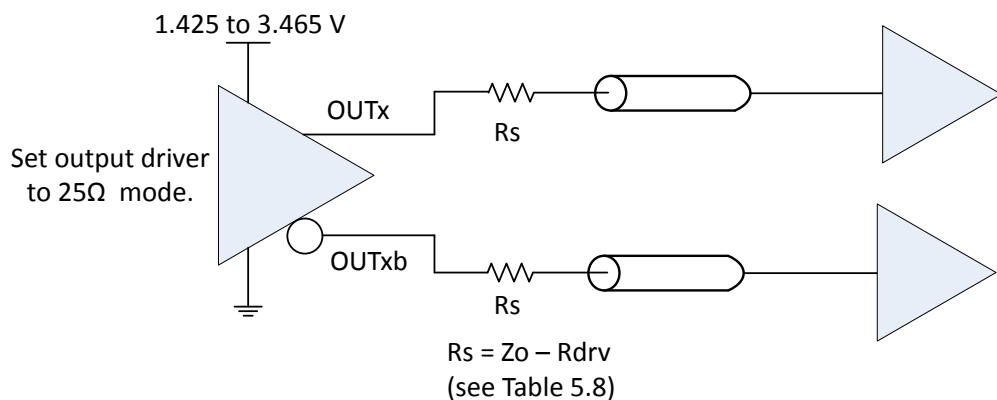 1.425 to 3.465 V
OUTx
Rs
Set output driver
to 25Ω mode.
OUTxb
Rs
Rs = Zo – Rdrv
(see Table 5.8)